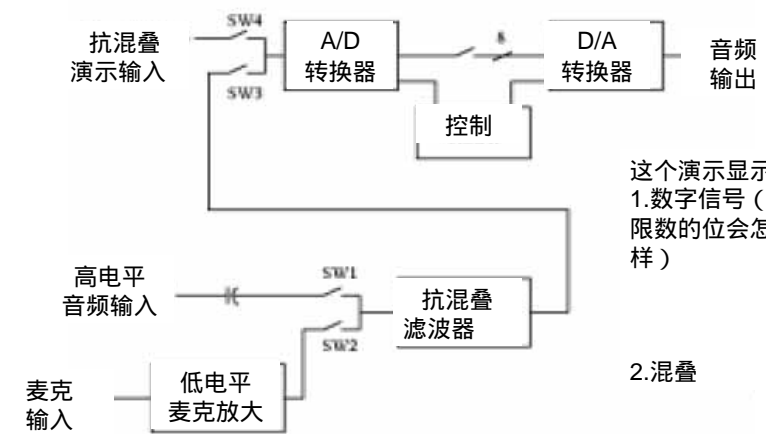 SW4
抗混叠
演示输入
SW3
A/D
转换器
8
D/A
转换器
音频
输出
控制
这个演示显示
1.数字信号（
限数的位会怎
样）
高电平
音频输入
SW1
SW2
抗混叠
滤波器
2.混叠
麦克
输入
低电平
麦克放大